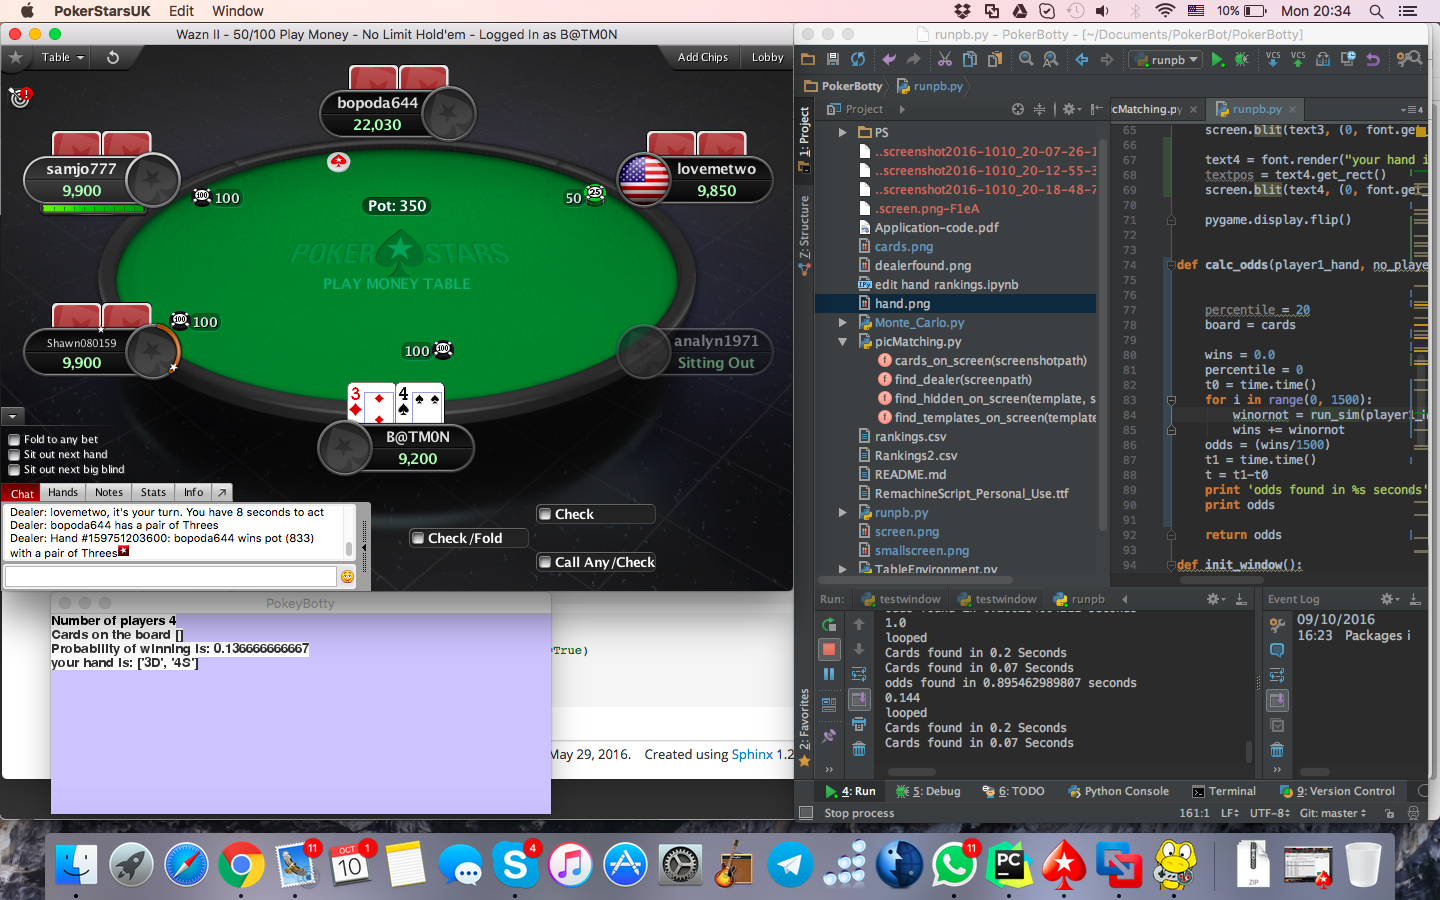 PokerStarsUK Edit Window
10% Mon 20:34
Wazn II - 50/100 Play Money - No Limit Hold'em - Logged In as B@TM0N
Table
Add Chips Lobby
bopoda644
22,030
samjo777
9,900
100
lovemetwo
9,850
50
25
Pot: 350
POKER STARS
PLAY MONEY TABLE
Shawn080159
9,900
100
100
analyn1971
Sitting Out
3 4
B@TM0N
9,200
Fold to any bet
Sit out next hand
Sit out next big blind
Chat Hands Notes Stats Info
Dealer: lovemetwo, it's your turn. You have 8 seconds to act
Dealer: bopoda644 has a pair of Threes
Dealer: Hand #159751203600: bopoda644 wins pot (833)
with a pair of Threes
Check
Check/Fold
Call Any/Check
PokeyBotty
Number of players 4
Cards on the board []
Probability of winning is: 0.136666666667
your hand is: ['3D', '4S']
True)
May 29, 2016. Created using Sphinx 1.2
runpb.py - PokerBotty - [~/Documents/PokerBot/PokerBotty]
runpb
VCS VCS
PokerBotty runpb.py
Project
cMatching.py runpb.py
1: Project
Z: Structure
2: Favorites
PS
..screenshot2016-1010_20-07-26-1
..screenshot2016-1010_20-12-55-3
..screenshot2016-1010_20-18-48-7
.screen.png-F1eA
Application-code.pdf
cards.png
dealerfound.png
edit hand rankings.ipynb
hand.png
Monte_Carlo.py
picMatching.py
cards_on_screen(screenshotpath)
find_dealer(screenpath)
find_hidden_on_screen(template, s
find_templates_on_screen(template
rankings.csv
Rankings2.csv
README.md
RemachineScript_Personal_Use.ttf
runpb.py
screen.png
smallscreen.png
TableEnvironment.py
65 screen.blit(text3, (0, font.get_
66
67 text4 = font.render("your hand i
68 textpos = text4.get_rect()
69 screen.blit(text4, (0, font.get_
70
71 pygame.display.flip()
72
73
74 def calc_odds(player1_hand, no_playe
75
76
77 percentile = 20
78 board = cards
79
80 wins = 0.0
81 percentile = 0
82 t0 = time.time()
83 for i in range(0, 1500):
84 winornot = run_sim(player1_
85 wins += winornot
86 odds = (wins/1500)
87 t1 = time.time()
88 t = t1-t0
89 print 'odds found in %s seconds'
90 print odds
91
92 return odds
93
94 def init_window():
Run: testwindow testwindow runpb
1.0
looped
Cards found in 0.2 Seconds
Cards found in 0.07 Seconds
odds found in 0.895462989807 seconds
0.144
looped
Cards found in 0.2 Seconds
Cards found in 0.07 Seconds
Event Log
09/10/2016
16:23 Packages i
4: Run 5: Debug 6: TODO Python Console Terminal 9: Version Control
Stop process 161:1 LF UTF-8 Git: master
11
OCT
10
1
4
11
PC
ZIP